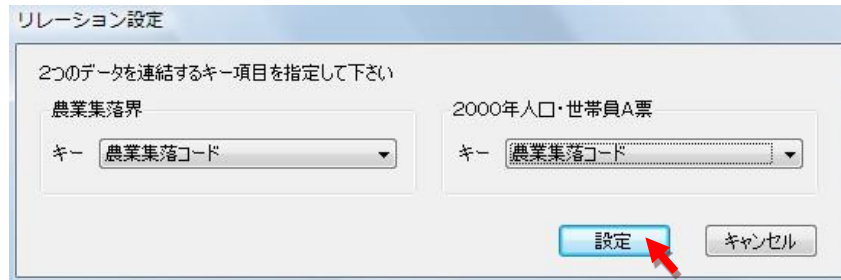 リレーション設定
2つのデータを連結するキー項目を指定して下さい
農業集落界
キー 農業集落コード
2000年人口・世帯員A票
キー 農業集落コード
設定 キャンセル